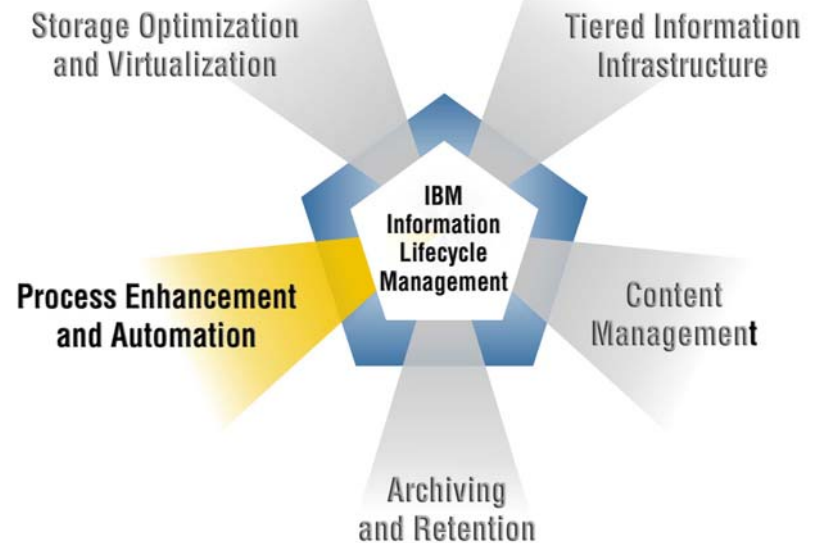 Storage Optimization
and Virtualization
Tiered Information
Infrastructure
IBM
Information
Lifecycle
Management
Process Enhancement
and Automation
Content
Management
Archiving
and Retention